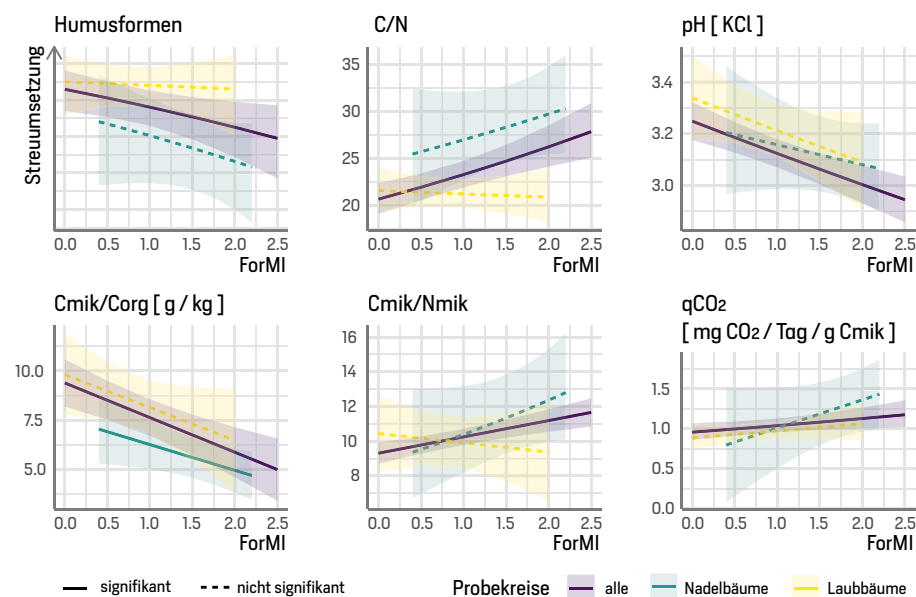 Humusformen
Streumsetzung
0.0 0.5 1.0 1.5 2.0 2.5
ForMI
C/N
35
30
25
20
0.0 0.5 1.0 1.5 2.0 2.5
ForMI
pH [ KCl ]
3.4
3.2
3.0
0.0 0.5 1.0 1.5 2.0 2.5
ForMI
Cmik/Corg [ g / kg ]
10.0
7.5
5.0
0.0 0.5 1.0 1.5 2.0 2.5
ForMI
Cmik/Nmik
16
14
12
10
8
0.0 0.5 1.0 1.5 2.0 2.5
ForMI
qCO2
[ mg CO2 / Tag / g Cmik ]
1.5
1.0
0.5
0.0
0.0 0.5 1.0 1.5 2.0 2.5
ForMI
signifikant nicht signifikant Probekreise alle Nadelbäume Laubbäume